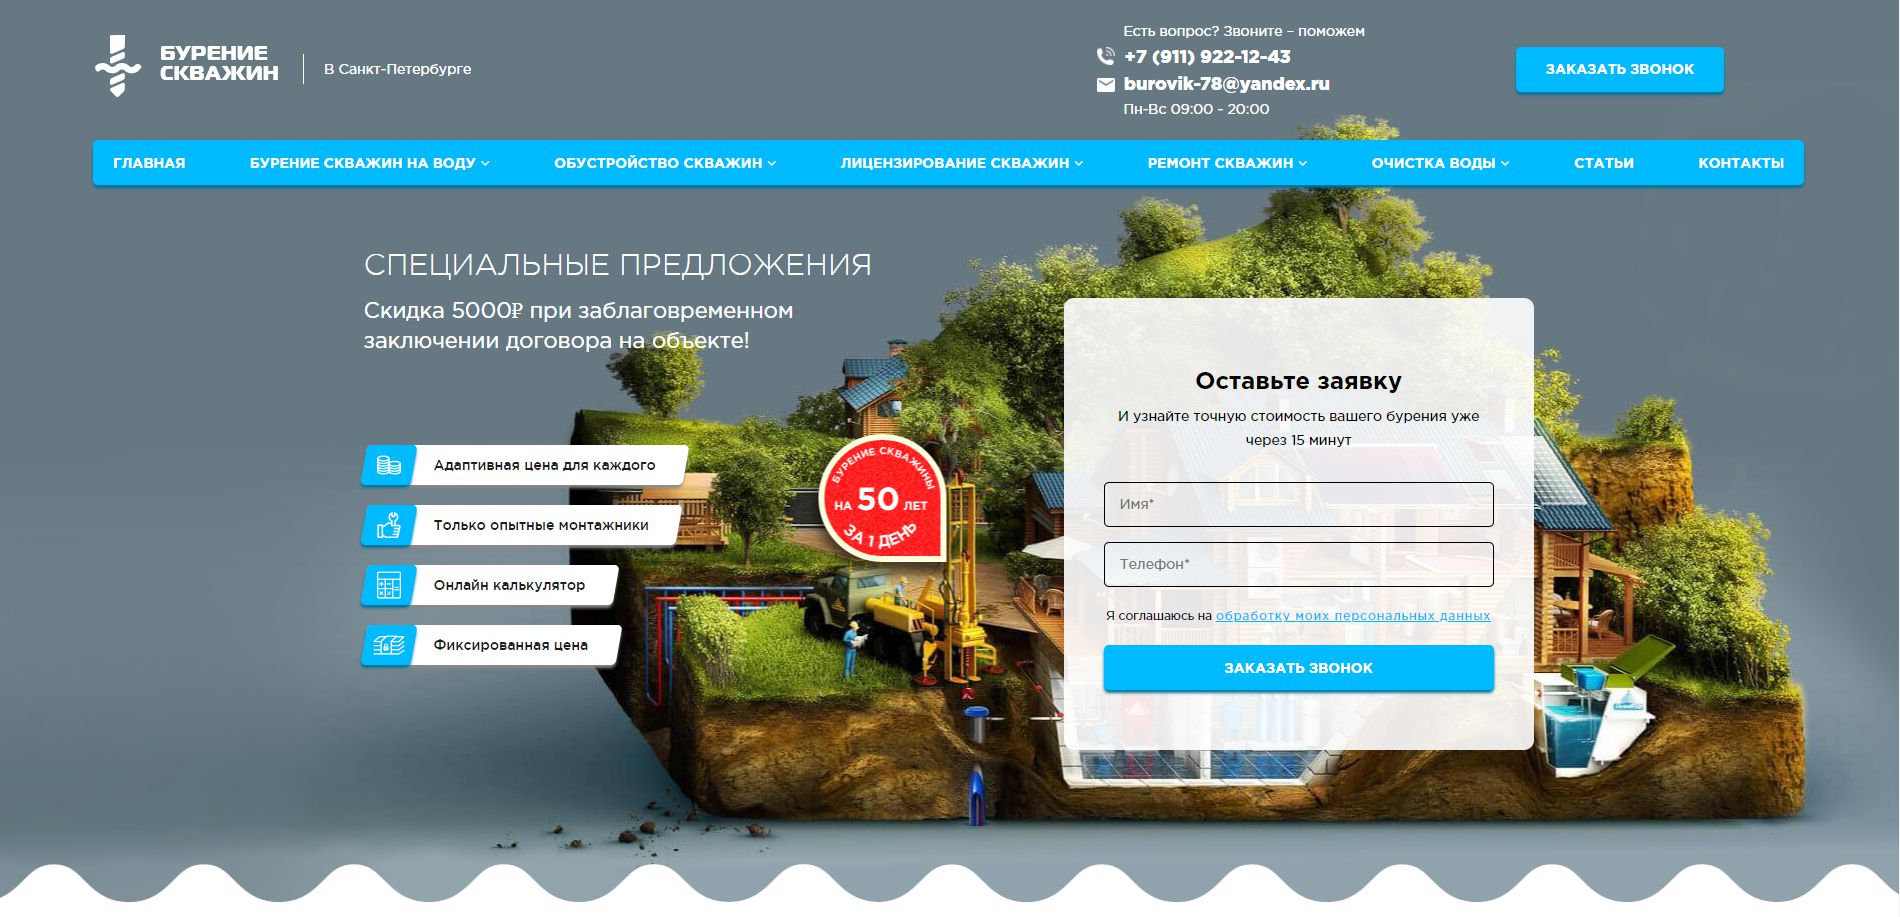 БУРЕНИЕ
СКВАЖИН
В Санкт-Петербурге
Есть вопрос? Звоните – поможем
+7 (911) 922-12-43
burovik-78@yandex.ru
Пн-Вс 09:00 - 20:00
ЗАКАЗАТЬ ЗВОНОК
ГЛАВНАЯ
БУРЕНИЕ СКВАЖИН НА ВОДУ
ОБУСТРОЙСТВО СКВАЖИН
ЛИЦЕНЗИРОВАНИЕ СКВАЖИН
РЕМОНТ СКВАЖИН
ОЧИСТКА ВОДЫ
СТАТЬИ
КОНТАКТЫ
СПЕЦИАЛЬНЫЕ ПРЕДЛОЖЕНИЯ
Скидка 5000₽ при заблаговременном
заключении договора на объекте!
Адаптивная цена для каждого
Только опытные монтажники
Онлайн калькулятор
Фиксированная цена
БУРЕНИЕ СКВАЖИНЫ
НА 50 ЛЕТ
ЗА 1 ДЕНЬ
Оставьте заявку
И узнайте точную стоимость вашего бурения уже
через 15 минут
Имя*
Телефон*
Я соглашаюсь на обработку моих персональных данных
ЗАКАЗАТЬ ЗВОНОК